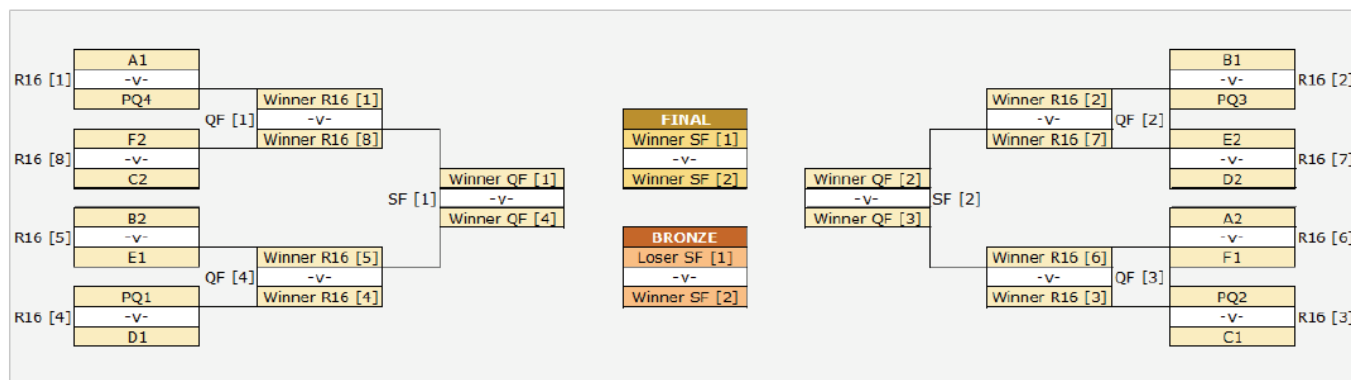 A1
R16 [1] -v-
PQ4
Winner R16 [1]
QF [1] -v-
Winner R16 [8]
F2
R16 [8] -v-
C2
Winner QF [1]
SF [1] -v-
Winner QF [4]
B2
R16 [5] -v-
E1
Winner R16 [5]
QF [4] -v-
Winner R16 [4]
PQ1
R16 [4] -v-
D1
FINAL
Winner SF [1]
-v-
Winner SF [2]
BRONZE
Loser SF [1]
-v-
Winner SF [2]
B1
-v- R16 [2]
PQ3
Winner R16 [2]
-v- QF [2]
Winner R16 [7]
E2
-v- R16 [7]
D2
Winner QF [2]
-v- SF [2]
Winner QF [3]
A2
-v- R16 [6]
F1
Winner R16 [6]
-v- QF [3]
Winner R16 [3]
PQ2
-v- R16 [3]
C1